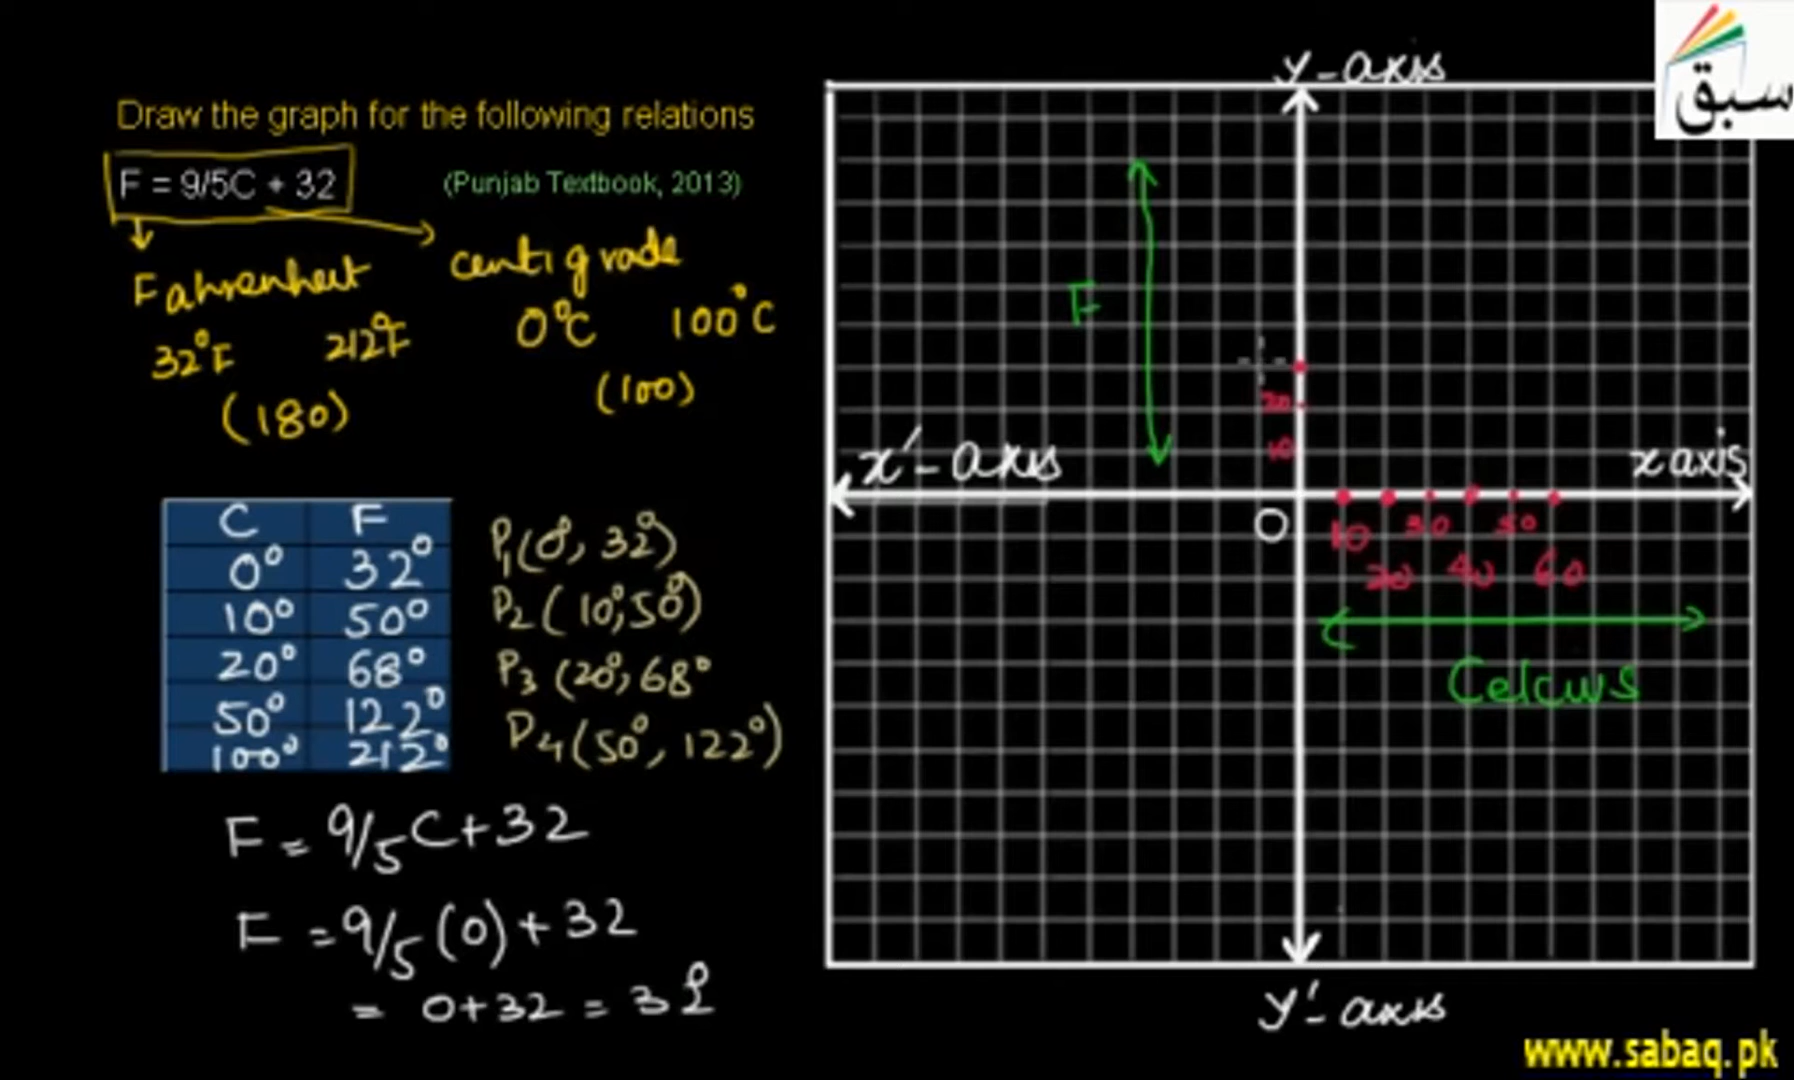 Draw the graph for the following relations
F = 9/5C + 32
(Punjab Textbook, 2013)
Fahrenheit
centigrade
32°F 212°F
0°C 100°C
(180)
(100)
C F
0° 32°
10° 50°
20° 68°
50° 122°
100° 212°
P1(0°, 32°)
P2(10°,50°)
P3(20°,68°
P4(50°, 122°)
F = 9/5C+32
F = 9/5(0)+32
= 0+32 = 32
y-axis
F
20
10
x'-axis
x axis
O
10 30 50
20 40 60
Celcius
y'-axis
سبق
www.sabaq.pk